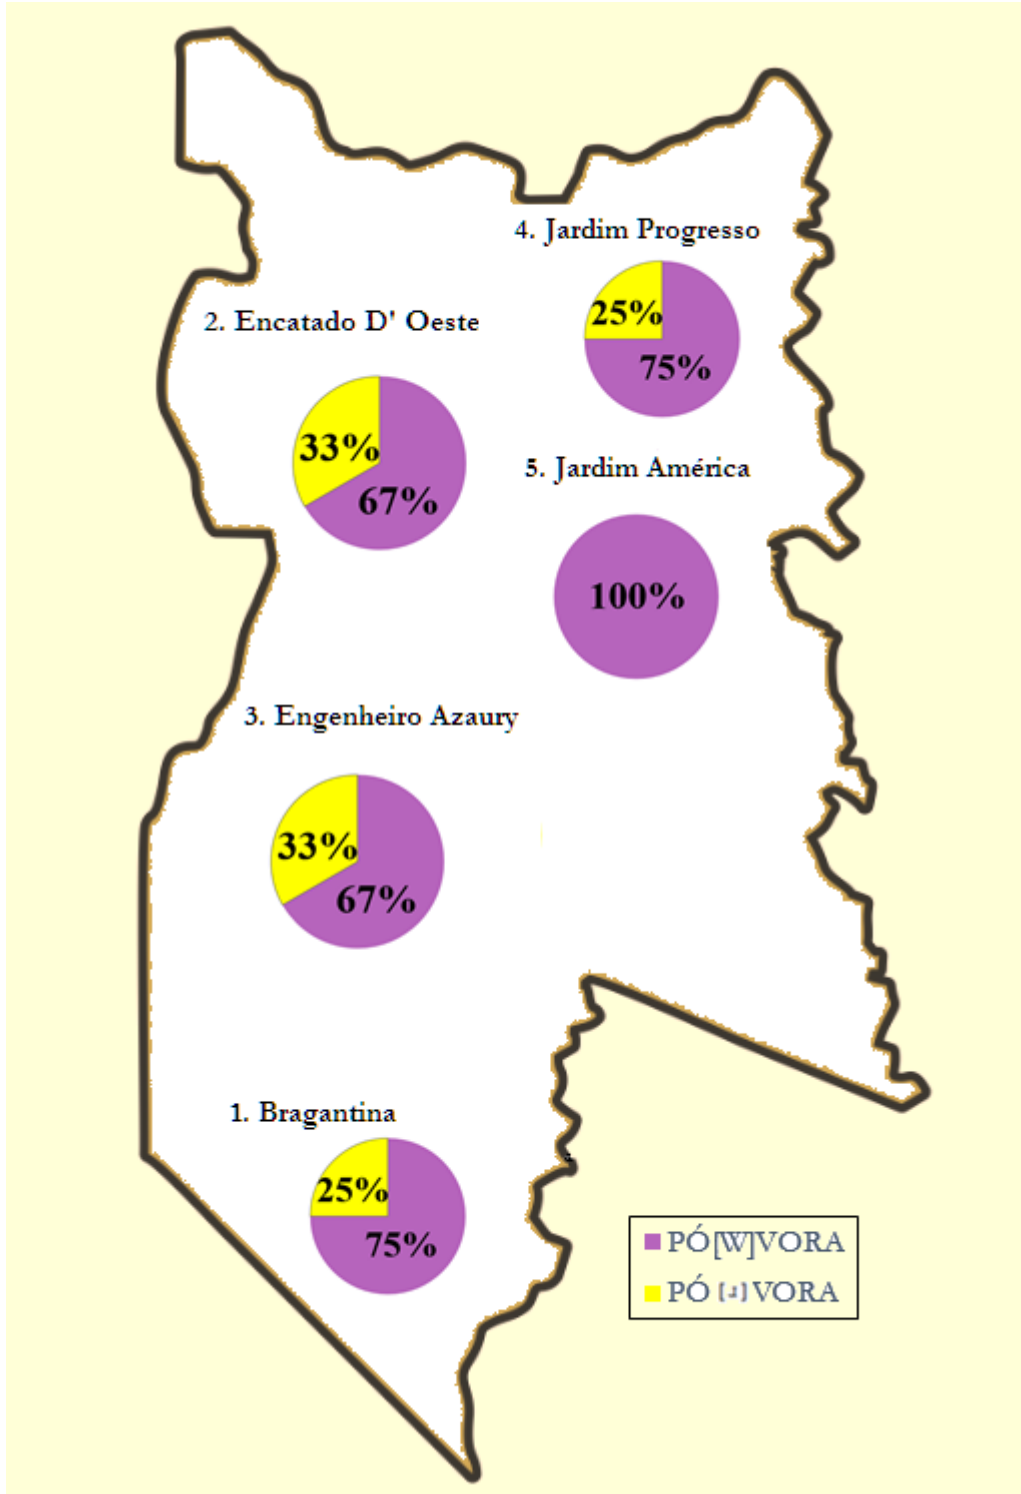 4. Jardim Progresso
25%
75%
2. Encatado D' Oeste
33%
67%
5. Jardim América
100%
3. Engenheiro Azaury
33%
67%
1. Bragantina
25%
75%
PÓ[W]VORA
PÓ VORA